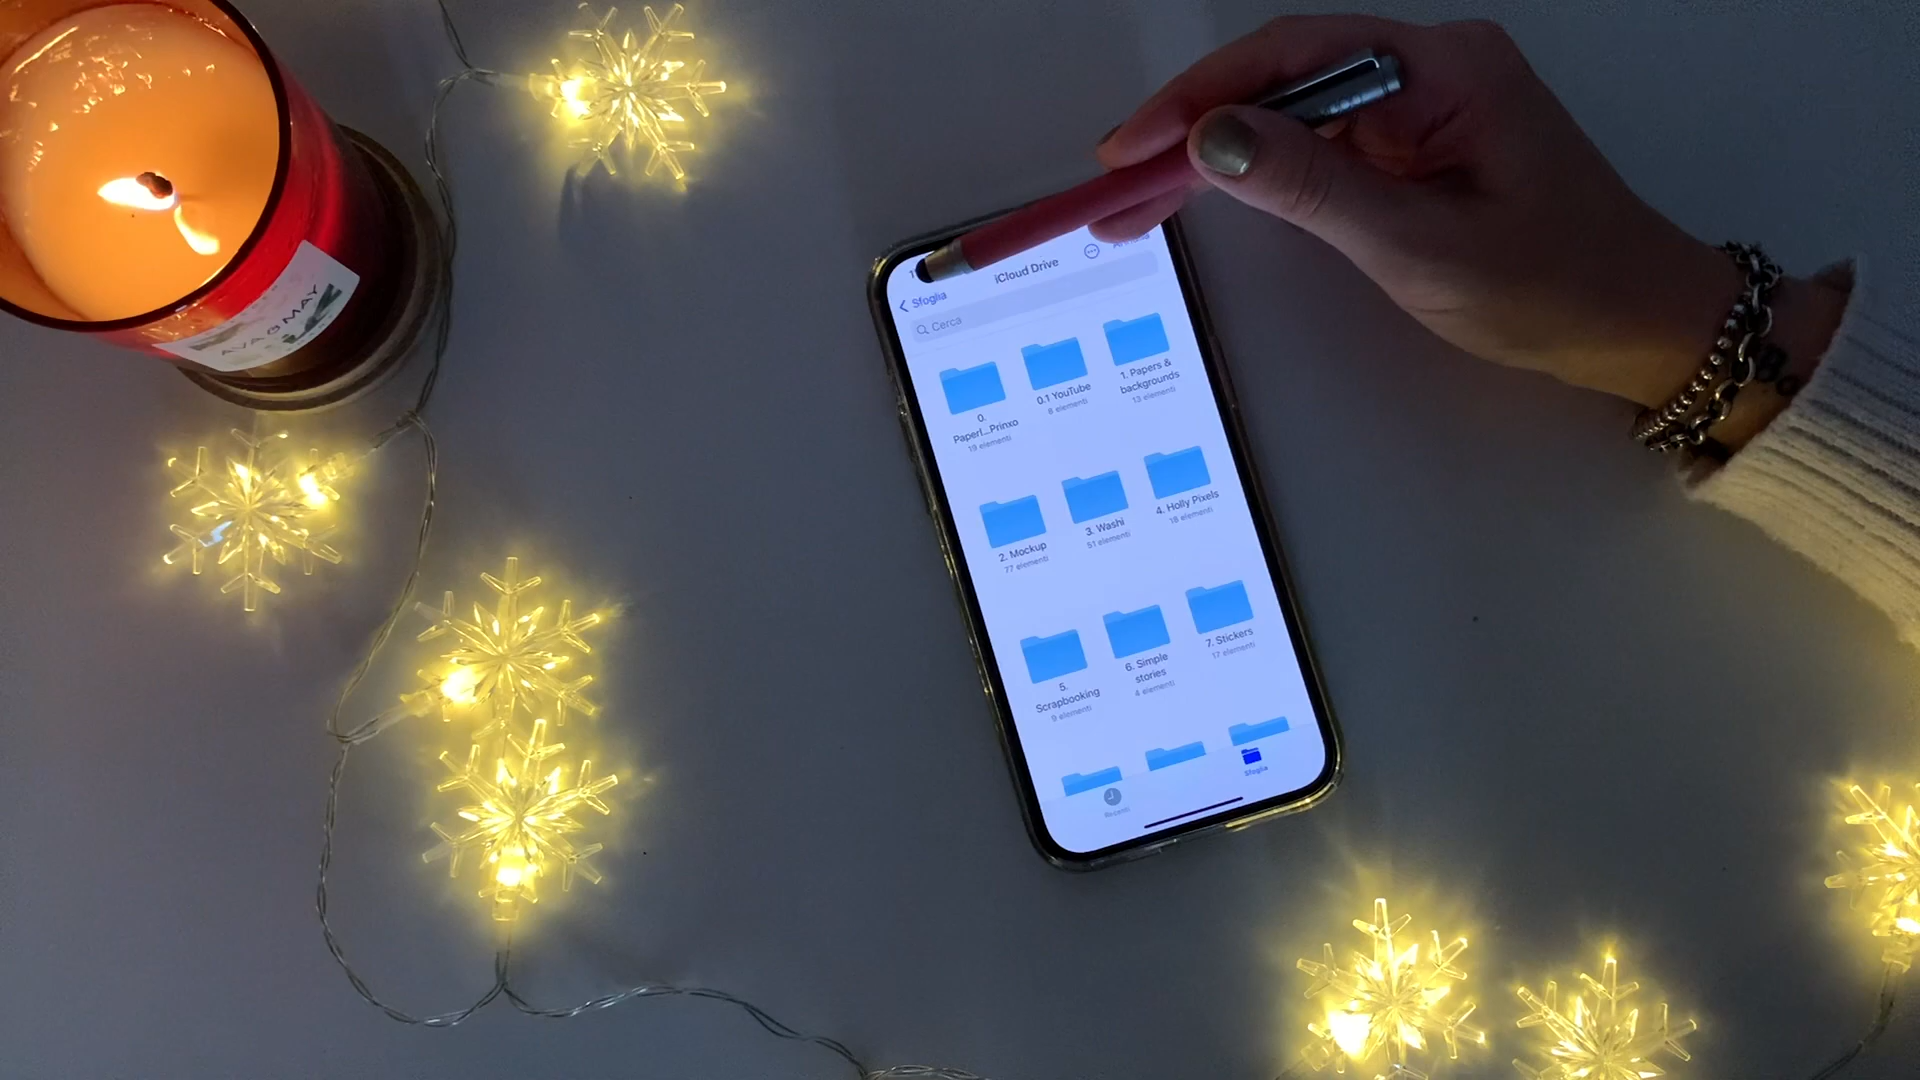 AVA & MAY
iCloud Drive
Sfoglia
Cerca
0.
Paperl...Prinxo
19 elementi
0.1 YouTube
8 elementi
1. Papers &
backgrounds
13 elementi
2. Mockup
77 elementi
3. Washi
51 elementi
4. Holly Pixels
18 elementi
5.
Scrapbooking
9 elementi
6. Simple
stories
4 elementi
7. Stickers
17 elementi
Recenti
Sfoglia